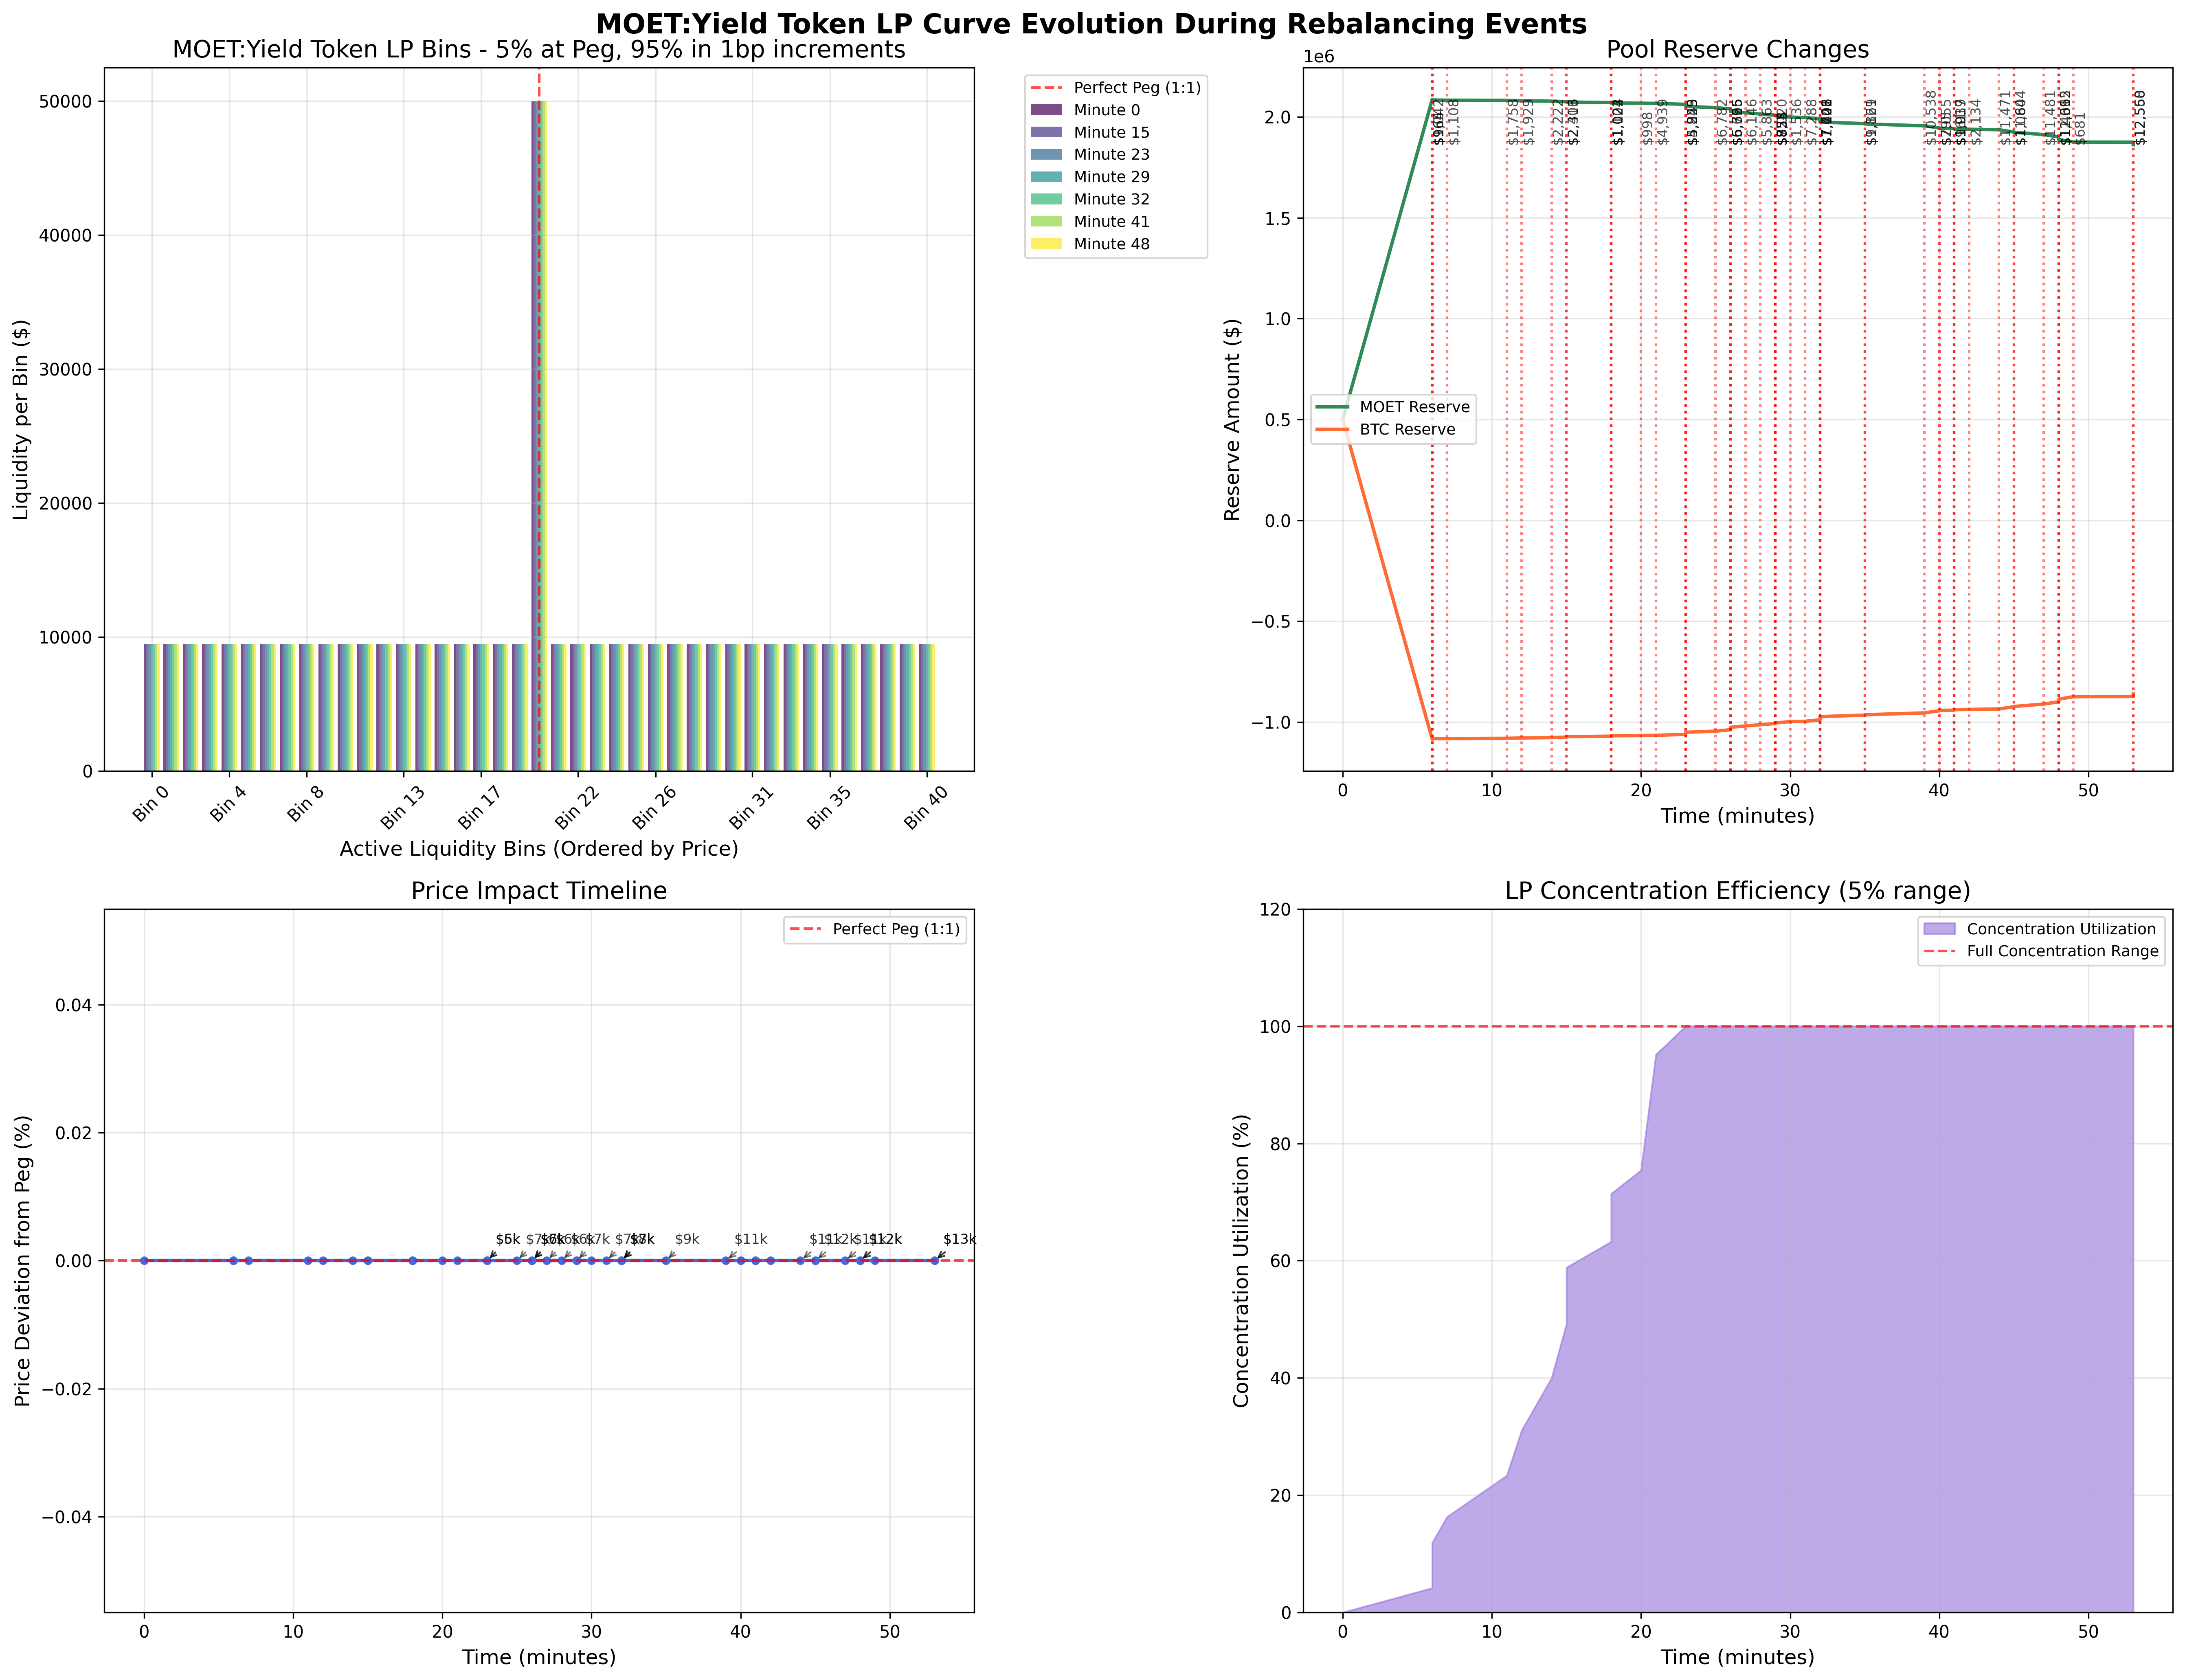 MOET:Yield Token LP Curve Evolution During Rebalancing Events
MOET:Yield Token LP Bins - 5% at Peg, 95% in 1bp increments
Liquidity per Bin ($)
50000
40000
30000
20000
10000
0
Bin 0
Bin 4
Bin 8
Bin 13
Bin 17
Bin 22
Bin 26
Bin 31
Bin 35
Bin 40
Active Liquidity Bins (Ordered by Price)
Perfect Peg (1:1)
Minute 0
Minute 15
Minute 23
Minute 29
Minute 32
Minute 41
Minute 48
Pool Reserve Changes
1e6
Reserve Amount ($)
2.0
1.5
1.0
0.5
0.0
−0.5
−1.0
$1,108
$1,758
$1,929
$2,222
$998
$4,939
$6,782
$6,146
$5,863
$1,536
$7,288
$10,538
$2,134
$11,471
$11,481
$681
$12,556
MOET Reserve
BTC Reserve
0
10
20
30
40
50
Time (minutes)
Price Impact Timeline
Price Deviation from Peg (%)
0.04
0.02
0.00
−0.02
−0.04
Perfect Peg (1:1)
$9k
$11k
$12k
$13k
0
10
20
30
40
50
Time (minutes)
LP Concentration Efficiency (5% range)
Concentration Utilization (%)
120
100
80
60
40
20
0
Concentration Utilization
Full Concentration Range
0
10
20
30
40
50
Time (minutes)